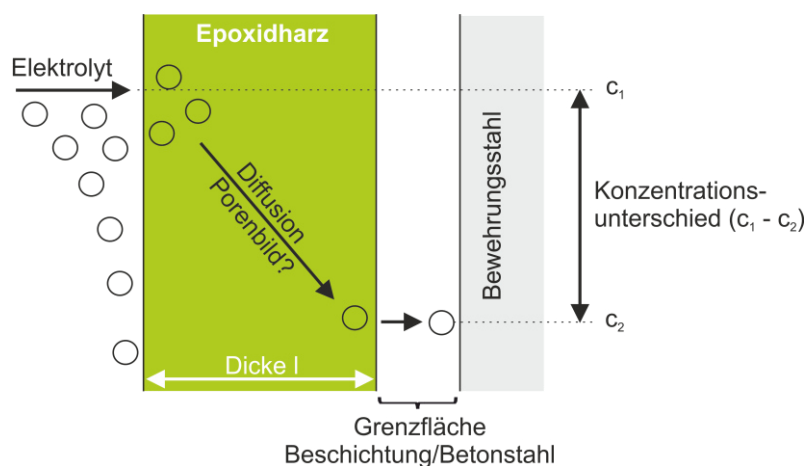 Epoxidharz
Elektrolyt
c₁
Diffusion
Porenbild?
Bewehrungsstahl
Konzentrations-
unterschied (c₁ - c₂)
c₂
Dicke l
Grenzfläche
Beschichtung/Betonstahl